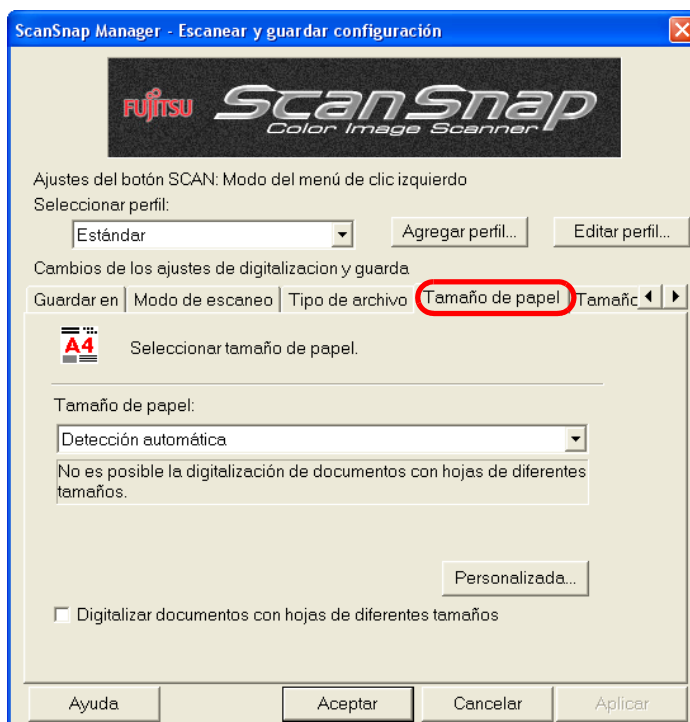 ScanSnap Manager - Escanear y guardar configuración
FUJITSU ScanSnap
Color Image Scanner
Ajustes del botón SCAN: Modo del menú de clic izquierdo
Seleccionar perfil:
Estándar Agregar perfil... Editar perfil...
Cambios de los ajustes de digitalizacion y guarda
Guardar en Modo de escaneo Tipo de archivo Tamaño de papel Tamaño
A4 Seleccionar tamaño de papel.
Tamaño de papel:
Detección automática
No es posible la digitalización de documentos con hojas de diferentes
tamaños.
Personalizada...
Digitalizar documentos con hojas de diferentes tamaños
Ayuda Aceptar Cancelar Aplicar